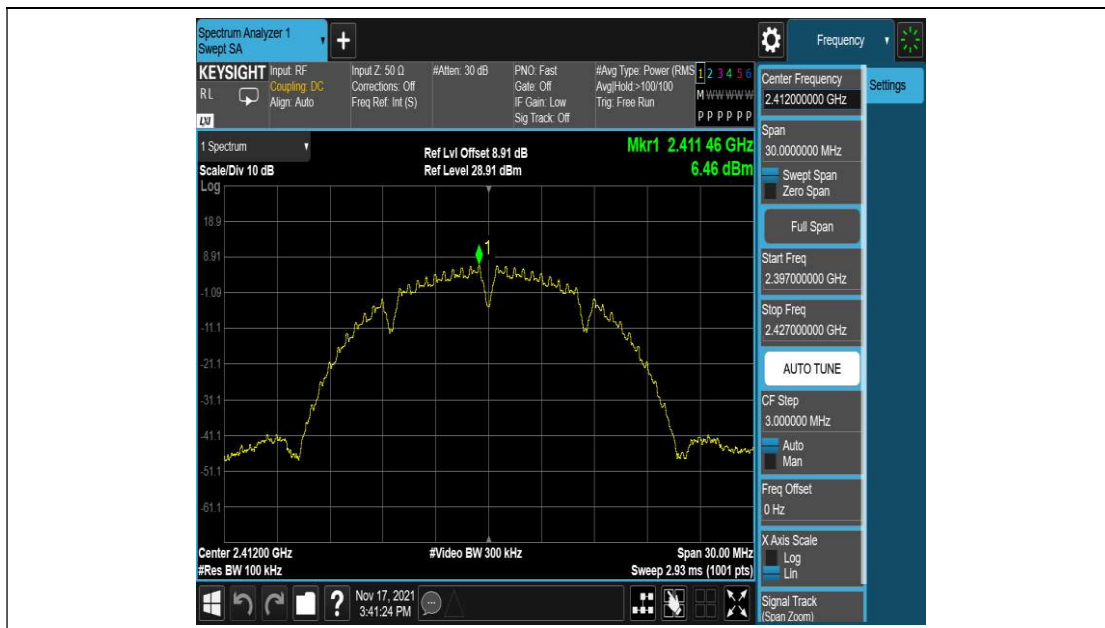 Spectrum Analyzer 1
Swept SA
+
Frequency
KEYSIGHT
RL
LXI
Input: RF
Coupling: DC
Align: Auto
Input Z: 50 Ω
Corrections: Off
Freq Ref: Int (S)
#Atten: 30 dB
PNO: Fast
Gate: Off
IF Gain: Low
Sig Track: Off
#Avg Type: Power (RMS
Avg|Hold:>100/100
Trig: Free Run
1 2 3 4 5 6
M W W W W W
P P P P P P
1 Spectrum
Scale/Div 10 dB
Log
Ref Lvl Offset 8.91 dB
Ref Level 28.91 dBm
Mkr1 2.411 46 GHz
6.46 dBm
1
18.9
8.91
-1.09
-11.1
-21.1
-31.1
-41.1
-51.1
-61.1
Center 2.41200 GHz
#Res BW 100 kHz
#Video BW 300 kHz
Span 30.00 MHz
Sweep 2.93 ms (1001 pts)
?
Nov 17, 2021
3:41:24 PM
Center Frequency
2.412000000 GHz
Settings
Span
30.0000000 MHz
Swept Span
Zero Span
Full Span
Start Freq
2.397000000 GHz
Stop Freq
2.427000000 GHz
AUTO TUNE
CF Step
3.000000 MHz
Auto
Man
Freq Offset
0 Hz
X Axis Scale
Log
Lin
Signal Track
(Span Zoom)